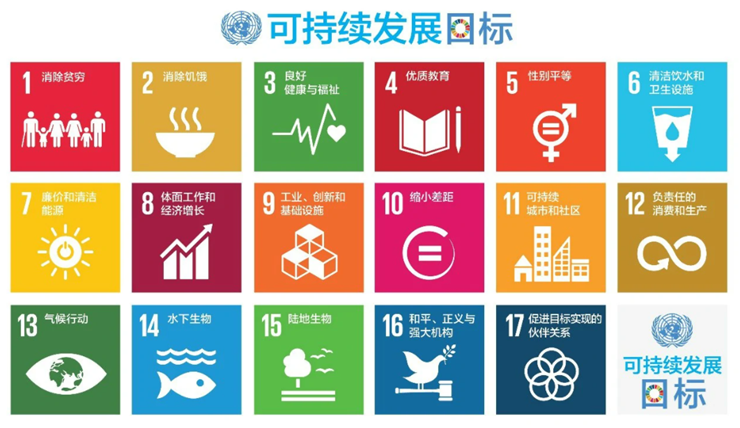 可持续发展目标
1 消除贫穷
2 消除饥饿
3 良好
健康与福祉
4 优质教育
5 性别平等
6 清洁饮水和
卫生设施
7 廉价和清洁
能源
8 体面工作和
经济增长
9 工业、创新和
基础设施
10 缩小差距
11 可持续
城市和社区
12 负责任的
消费和生产
13 气候行动
14 水下生物
15 陆地生物
16 和平、正义与
强大机构
17 促进目标实现的
伙伴关系
可持续发展
目标